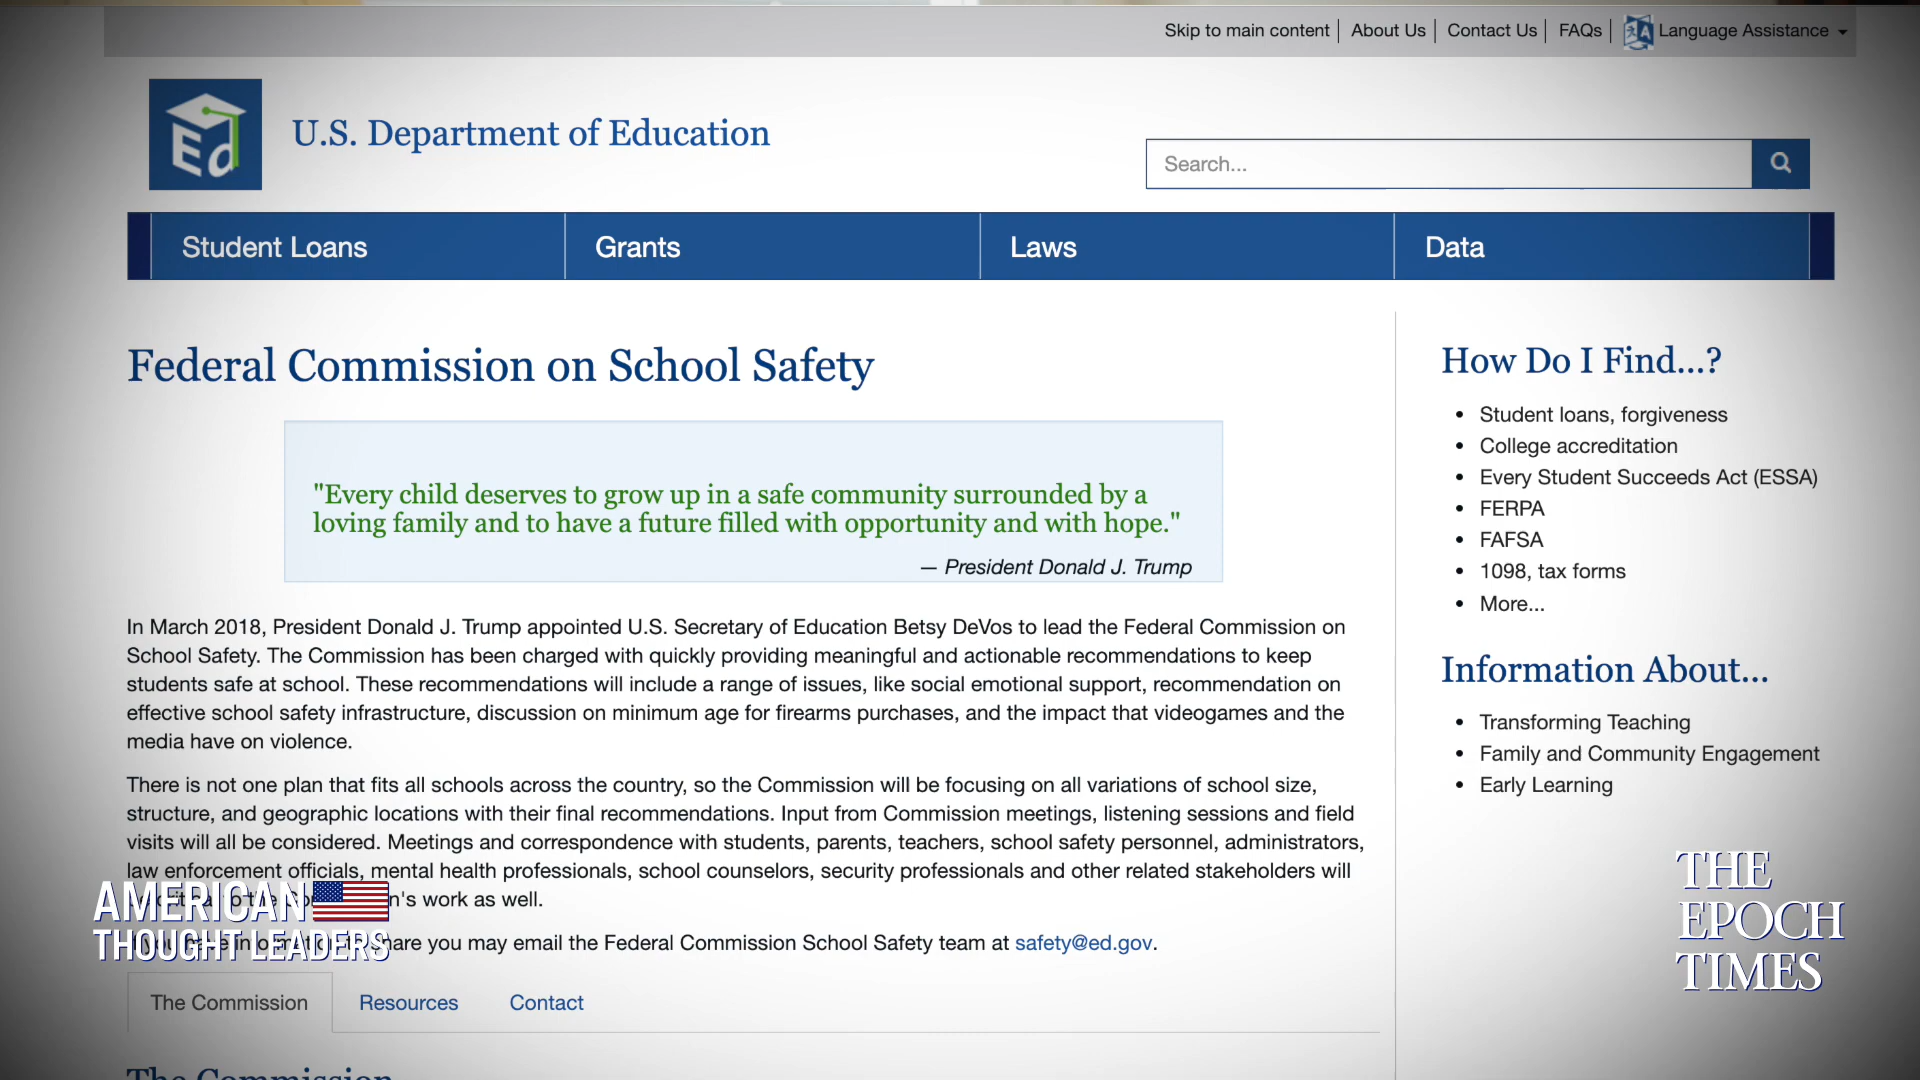 Skip to main content | About Us | Contact Us | FAQs | Language Assistance
Ed
U.S. Department of Education
Search...
Student Loans
Grants
Laws
Data
Federal Commission on School Safety
"Every child deserves to grow up in a safe community surrounded by a
loving family and to have a future filled with opportunity and with hope."
— President Donald J. Trump
In March 2018, President Donald J. Trump appointed U.S. Secretary of Education Betsy DeVos to lead the Federal Commission on
School Safety. The Commission has been charged with quickly providing meaningful and actionable recommendations to keep
students safe at school. These recommendations will include a range of issues, like social emotional support, recommendation on
effective school safety infrastructure, discussion on minimum age for firearms purchases, and the impact that videogames and the
media have on violence.
There is not one plan that fits all schools across the country, so the Commission will be focusing on all variations of school size,
structure, and geographic locations with their final recommendations. Input from Commission meetings, listening sessions and field
visits will all be considered. Meetings and correspondence with students, parents, teachers, school safety personnel, administrators,
law enforcement officials, mental health professionals, school counselors, security professionals and other related stakeholders will
n's work as well.
you may email the Federal Commission School Safety team at safety@ed.gov.
The Commission
Resources
Contact
The Commission
How Do I Find...?
• Student loans, forgiveness
• College accreditation
• Every Student Succeeds Act (ESSA)
• FERPA
• FAFSA
• 1098, tax forms
• More...
Information About...
• Transforming Teaching
• Family and Community Engagement
• Early Learning
AMERICAN
THOUGHT LEADERS
THE
EPOCH
TIMES